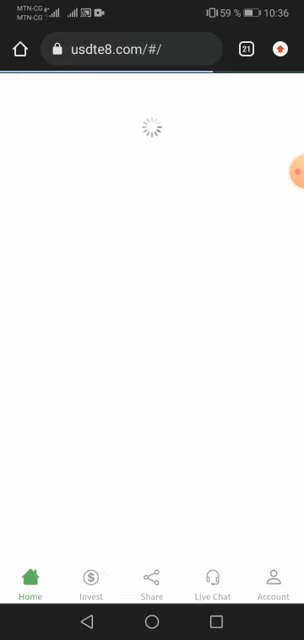 MTN-CG
MTN-CG
59 %
10:36
usdte8.com/#/
21
Home
Invest
Share
Live Chat
Account